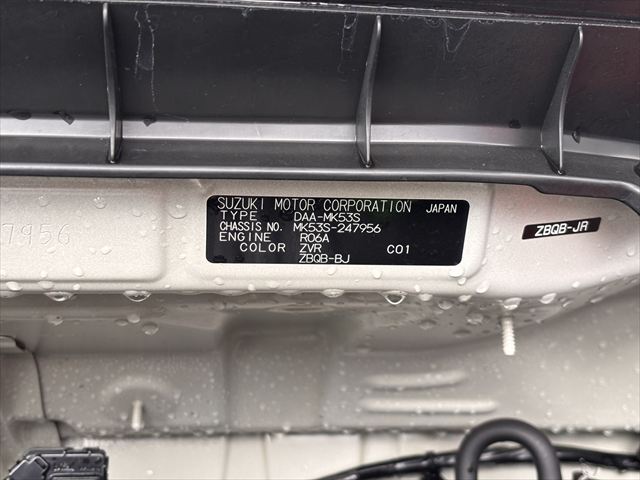 SUZUKI MOTOR CORPORATION JAPAN
TYPE DAA-MK53S
CHASSIS NO. MK53S-247956
ENGINE R06A
COLOR ZVR C01
ZBQB-BJ
ZBQB-JR
7956